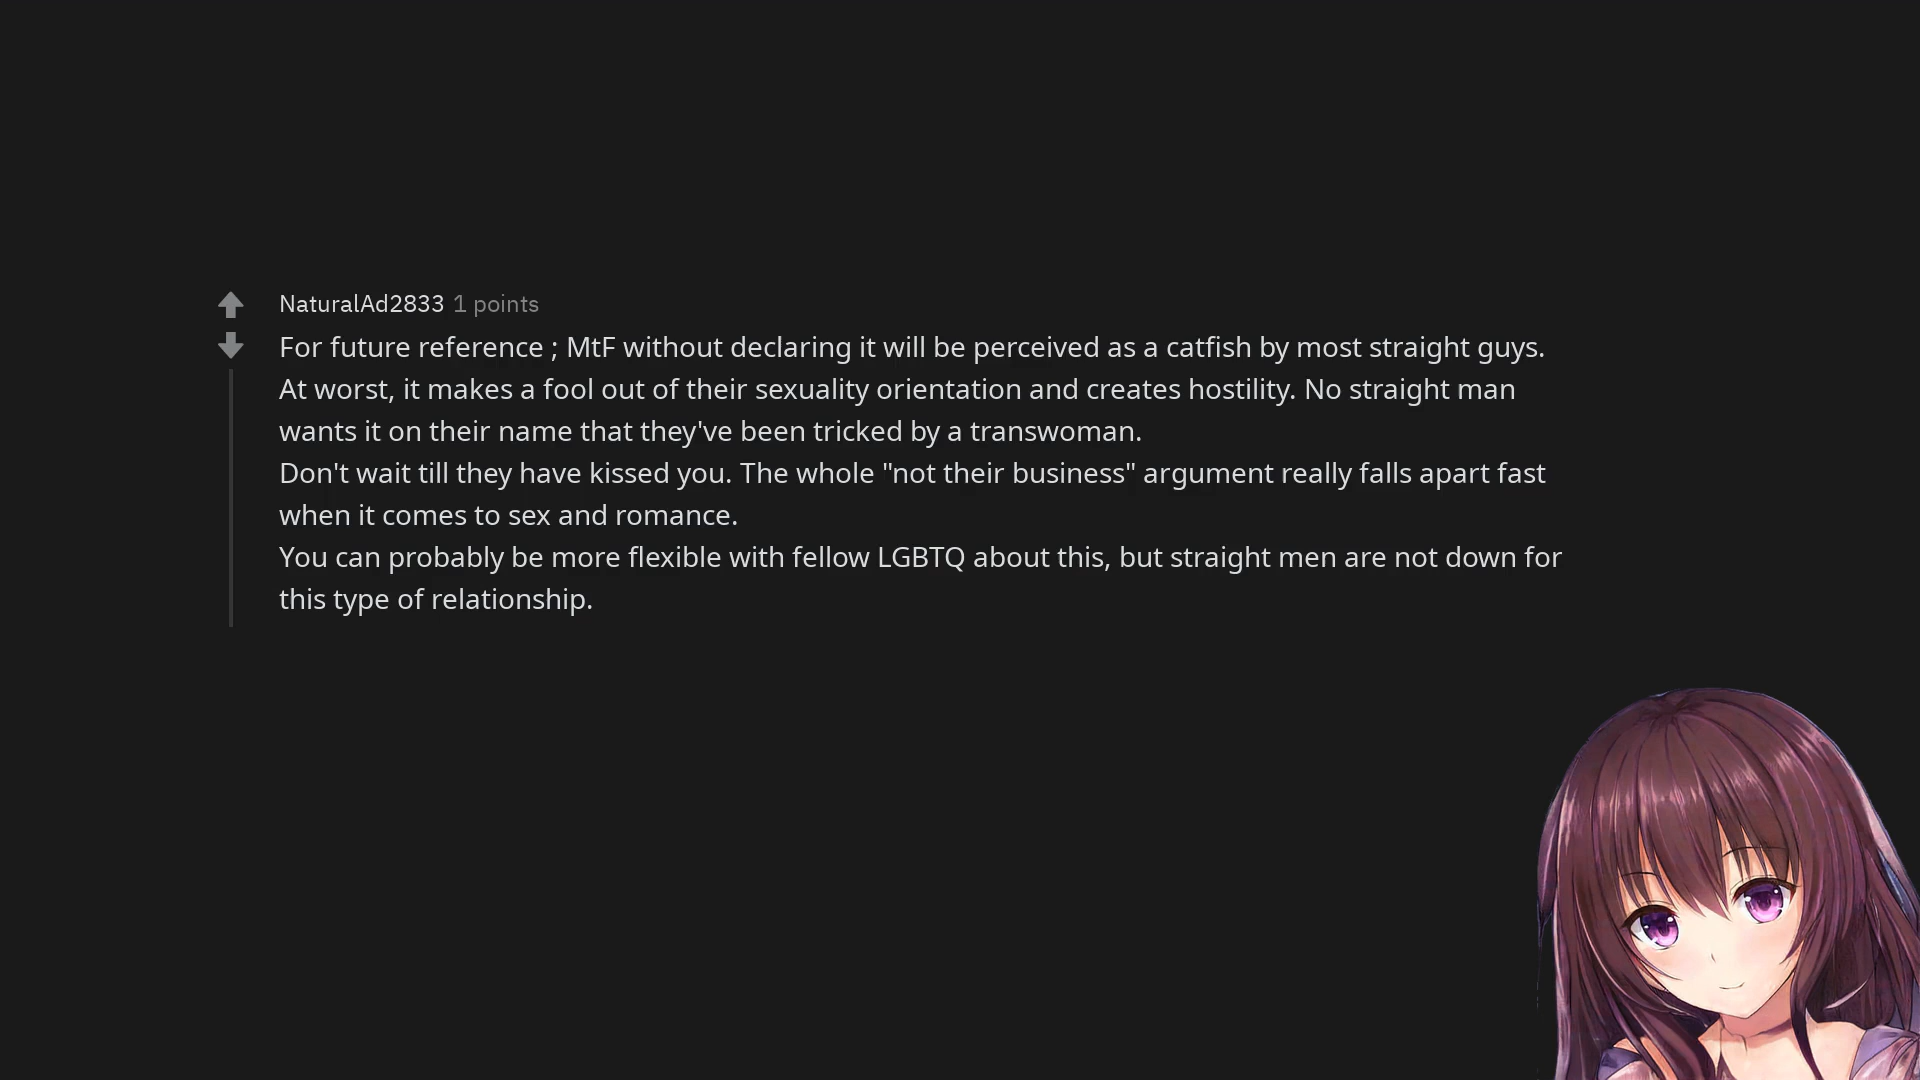 NaturalAd2833 1 points
For future reference ; MtF without declaring it will be perceived as a catfish by most straight guys.
At worst, it makes a fool out of their sexuality orientation and creates hostility. No straight man
wants it on their name that they've been tricked by a transwoman.
Don't wait till they have kissed you. The whole "not their business" argument really falls apart fast
when it comes to sex and romance.
You can probably be more flexible with fellow LGBTQ about this, but straight men are not down for
this type of relationship.